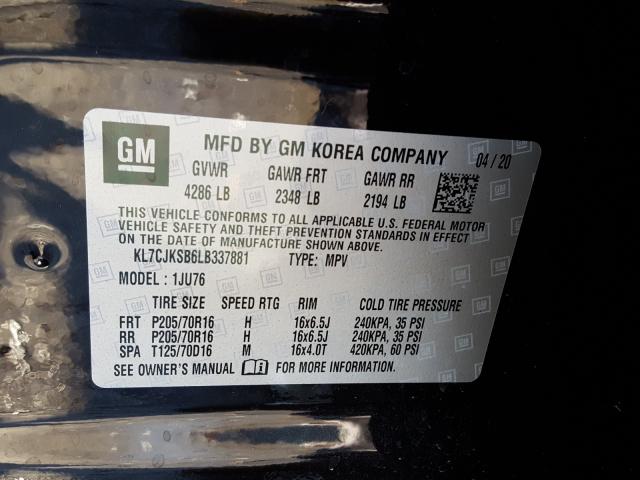 GM
MFD BY GM KOREA COMPANY 04/20
GVWR GAWR FRT GAWR RR
4286 LB 2348 LB 2194 LB
THIS VEHICLE CONFORMS TO ALL APPLICABLE U.S. FEDERAL MOTOR
VEHICLE SAFETY AND THEFT PREVENTION STANDARDS IN EFFECT
ON THE DATE OF MANUFACTURE SHOWN ABOVE.
KL7CJKSB6LB337881 TYPE: MPV
MODEL : 1JU76
TIRE SIZE SPEED RTG RIM COLD TIRE PRESSURE
FRT P205/70R16 H 16x6.5J 240KPA, 35 PSI
RR P205/70R16 H 16x6.5J 240KPA, 35 PSI
SPA T125/70D16 M 16x4.0T 420KPA, 60 PSI
SEE OWNER'S MANUAL FOR MORE INFORMATION